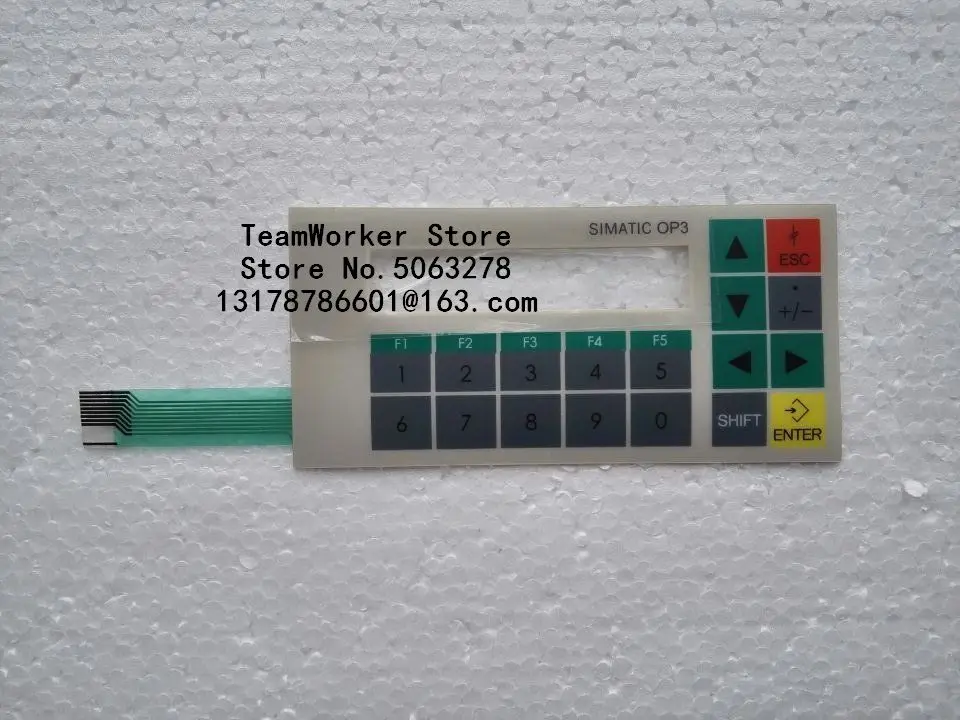 TeamWorker Store
Store No.5063278
13178786601@163.com
SIMATIC OP3
ESC
+/−
F1 F2 F3 F4 F5
1 2 3 4 5
6 7 8 9 0
SHIFT
ENTER